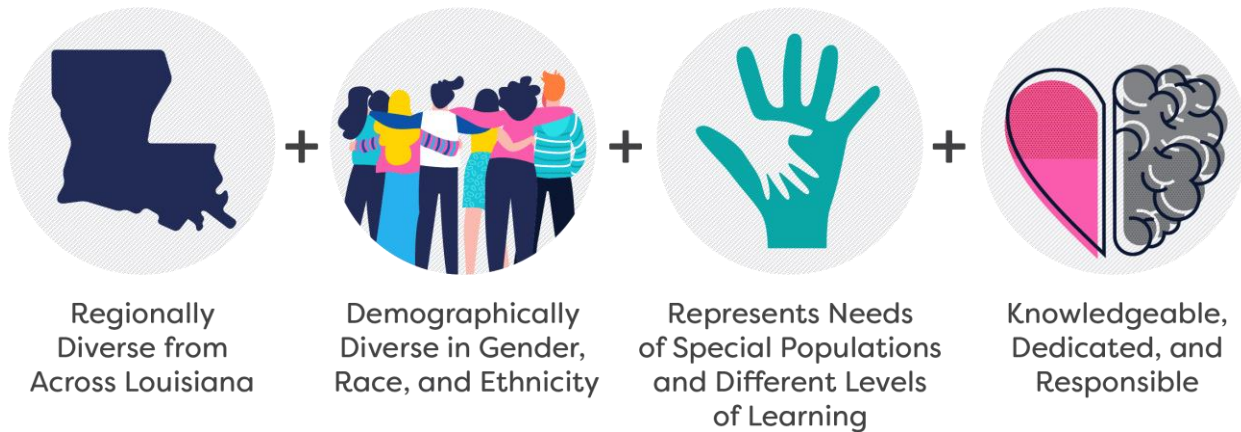 +
+
+
Regionally
Diverse from
Across Louisiana
Demographically
Diverse in Gender,
Race, and Ethnicity
Represents Needs
of Special Populations
and Different Levels
of Learning
Knowledgeable,
Dedicated, and
Responsible